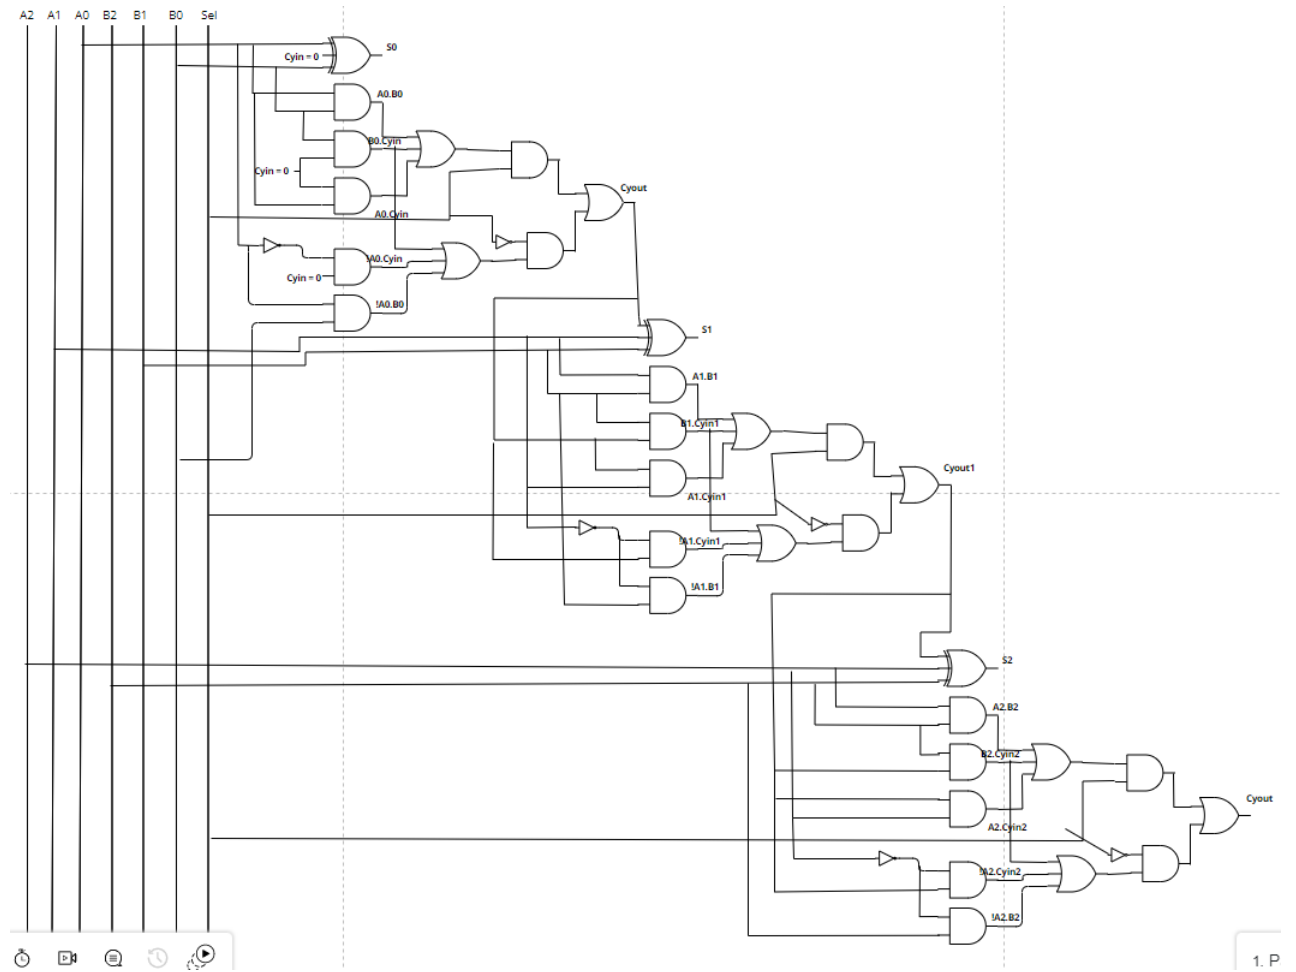 A2 A1 A0 B2 B1 B0 Sel
S0
Cyin = 0
A0.B0
B0.Cyin
Cyin = 0
Cyout
A0.Cyin
!A0.Cyin
Cyin = 0
!A0.B0
S1
A1.B1
B1.Cyin1
Cyout1
A1.Cyin1
!A1.Cyin1
!A1.B1
S2
A2.B2
B2.Cyin2
Cyout
A2.Cyin2
!A2.Cyin2
!A2.B2
1. P